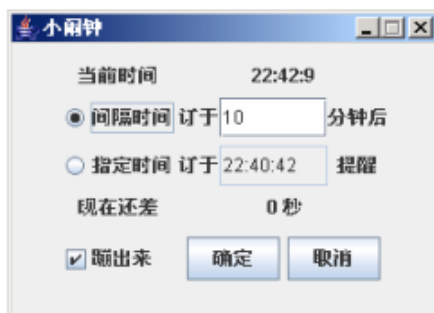 小闹钟
当前时间 22:42:9
间隔时间 订于 10 分钟后
指定时间 订于 22:40:42 提醒
现在还差 0 秒
蹦出来 确定 取消